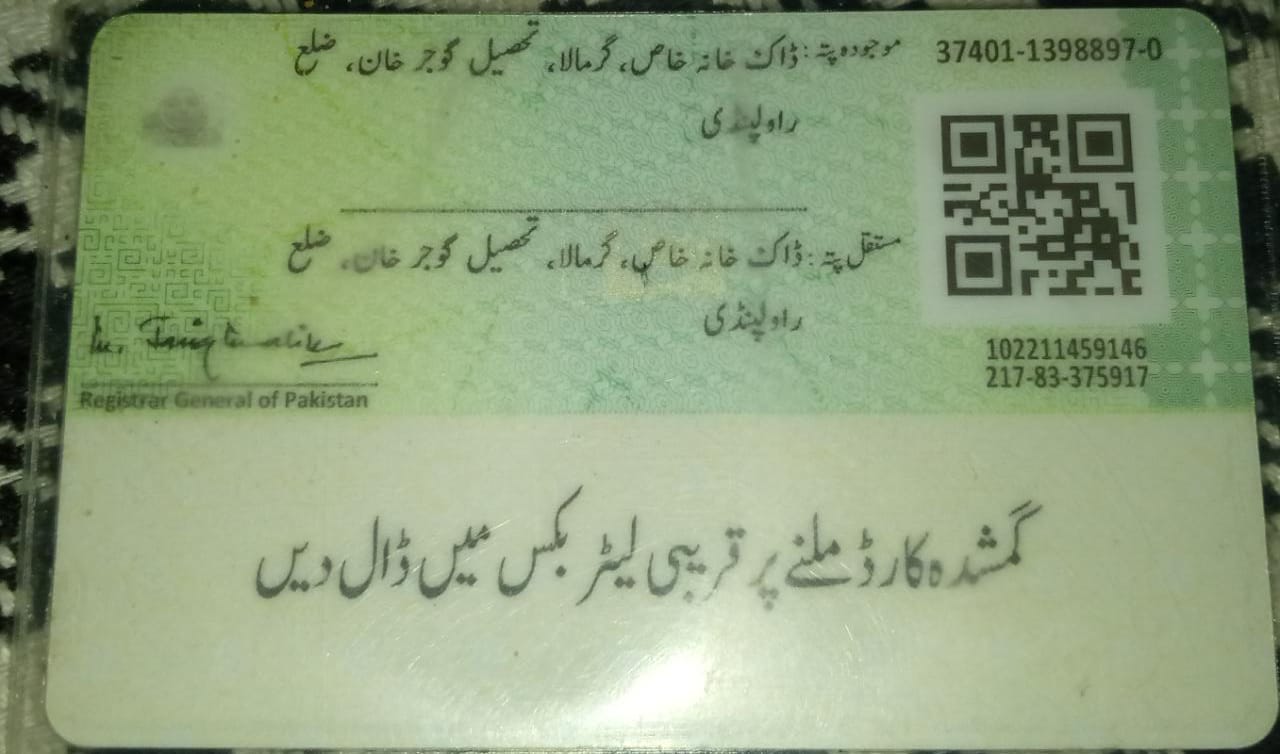 37401-1398897-0
موجودہ پتہ: ڈاک خانہ خاص، گرمالا، تحصیل گوجر خان، ضلع
راولپنڈی
مستقل پتہ: ڈاک خانہ خاص، گرمالا، تحصیل گوجر خان، ضلع
راولپنڈی
102211459146
217-83-375917
Registrar General of Pakistan
گمشدہ کارڈ ملنے پر قریبی لیٹر بکس میں ڈال دیں